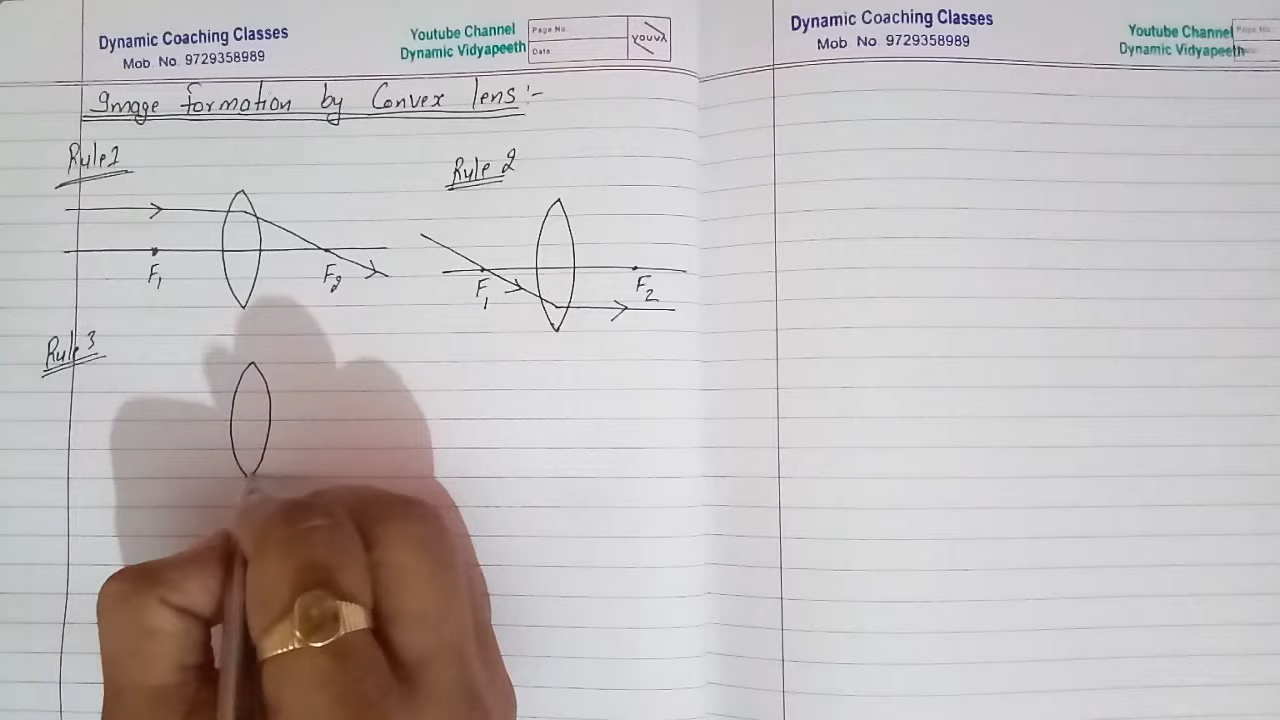 Dynamic Coaching Classes
Mob No. 9729358989
Youtube Channel
Dynamic Vidyapeeth
Page No.
Date
youva
Image formation by Convex lens:-
Rule 1
F1
F2
Rule 2
F1
F2
Rule 3
Dynamic Coaching Classes
Mob No. 9729358989
Youtube Channel
Dynamic Vidyapeeth
Page No.